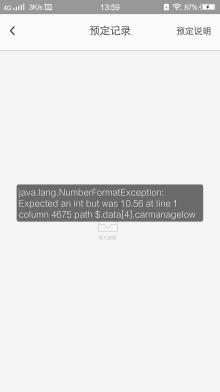 4G 3K/s 13:59 87%
预定记录 预定说明
java.lang.NumberFormatException:
Expected an int but was 10.56 at line 1
column 4675 path $.data[4].carmanagelow